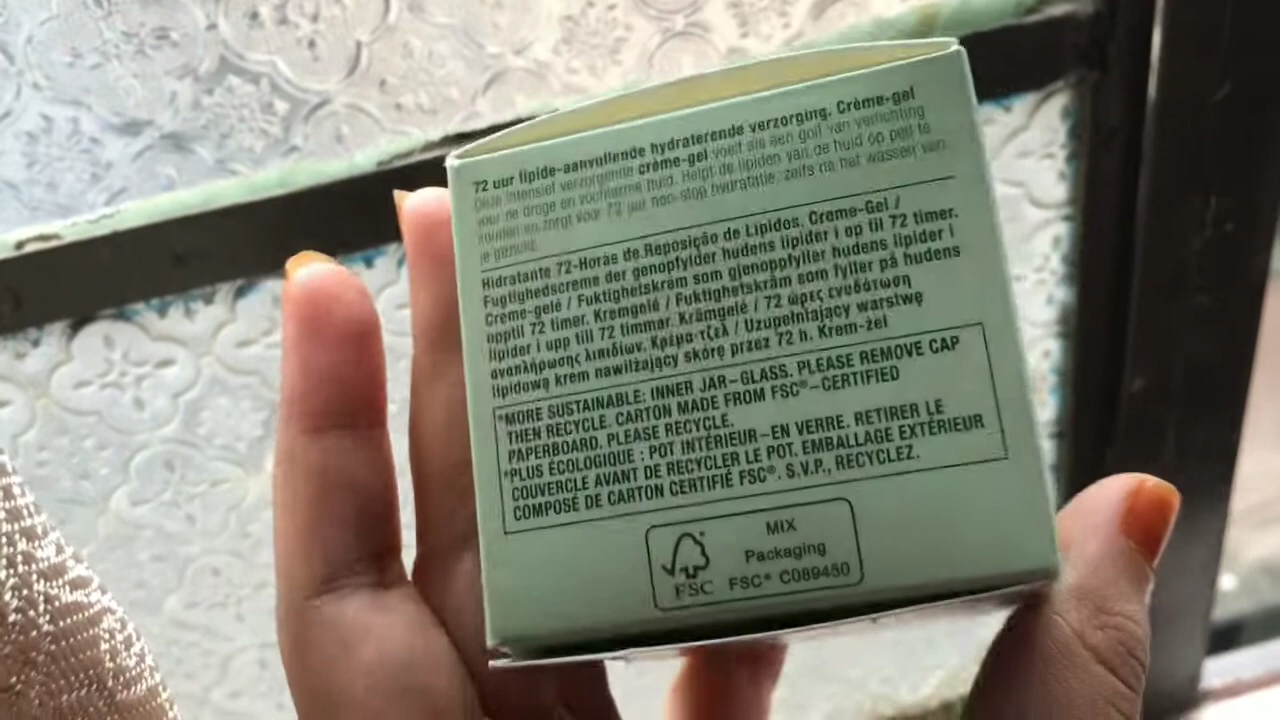 72 uur lipide-aanvullende hydraterende verzorging. Crème-gel
Deze intensief verzorgende crème-gel voelt als een golf van verlichting
voor de droge en vochtarme huid. Helpt de lipiden van de huid op peil te
houden en zorgt voor 72 uur non-stop hydratatie, zelfs na het wassen van
je gezicht.
Hidratante 72-Horas de Reposição de Lipidos. Creme-Gel /
Fugtighedscreme der genopfylder hudens lipider i op til 72 timer.
Creme-gelé / Fuktighetskrem som gjenoppfyller hudens lipider i
opptil 72 timer. Kremgelé / Fuktighetskräm som fyller på hudens
lipider i upp till 72 timmar. Krämgelé / 72 ώρες ενυδάτωση
αναπλήρωσης λιπιδίων. Κρέμα-τζελ / Uzupełniający warstwę
lipidową krem nawilżający skórę przez 72 h. Krem-żel
*MORE SUSTAINABLE: INNER JAR–GLASS. PLEASE REMOVE CAP
THEN RECYCLE. CARTON MADE FROM FSC®–CERTIFIED
PAPERBOARD. PLEASE RECYCLE.
*PLUS ÉCOLOGIQUE : POT INTÉRIEUR–EN VERRE. RETIRER LE
COUVERCLE AVANT DE RECYCLER LE POT. EMBALLAGE EXTÉRIEUR
COMPOSÉ DE CARTON CERTIFIÉ FSC®. S.V.P., RECYCLEZ.
MIX
Packaging
FSC FSC® C089450